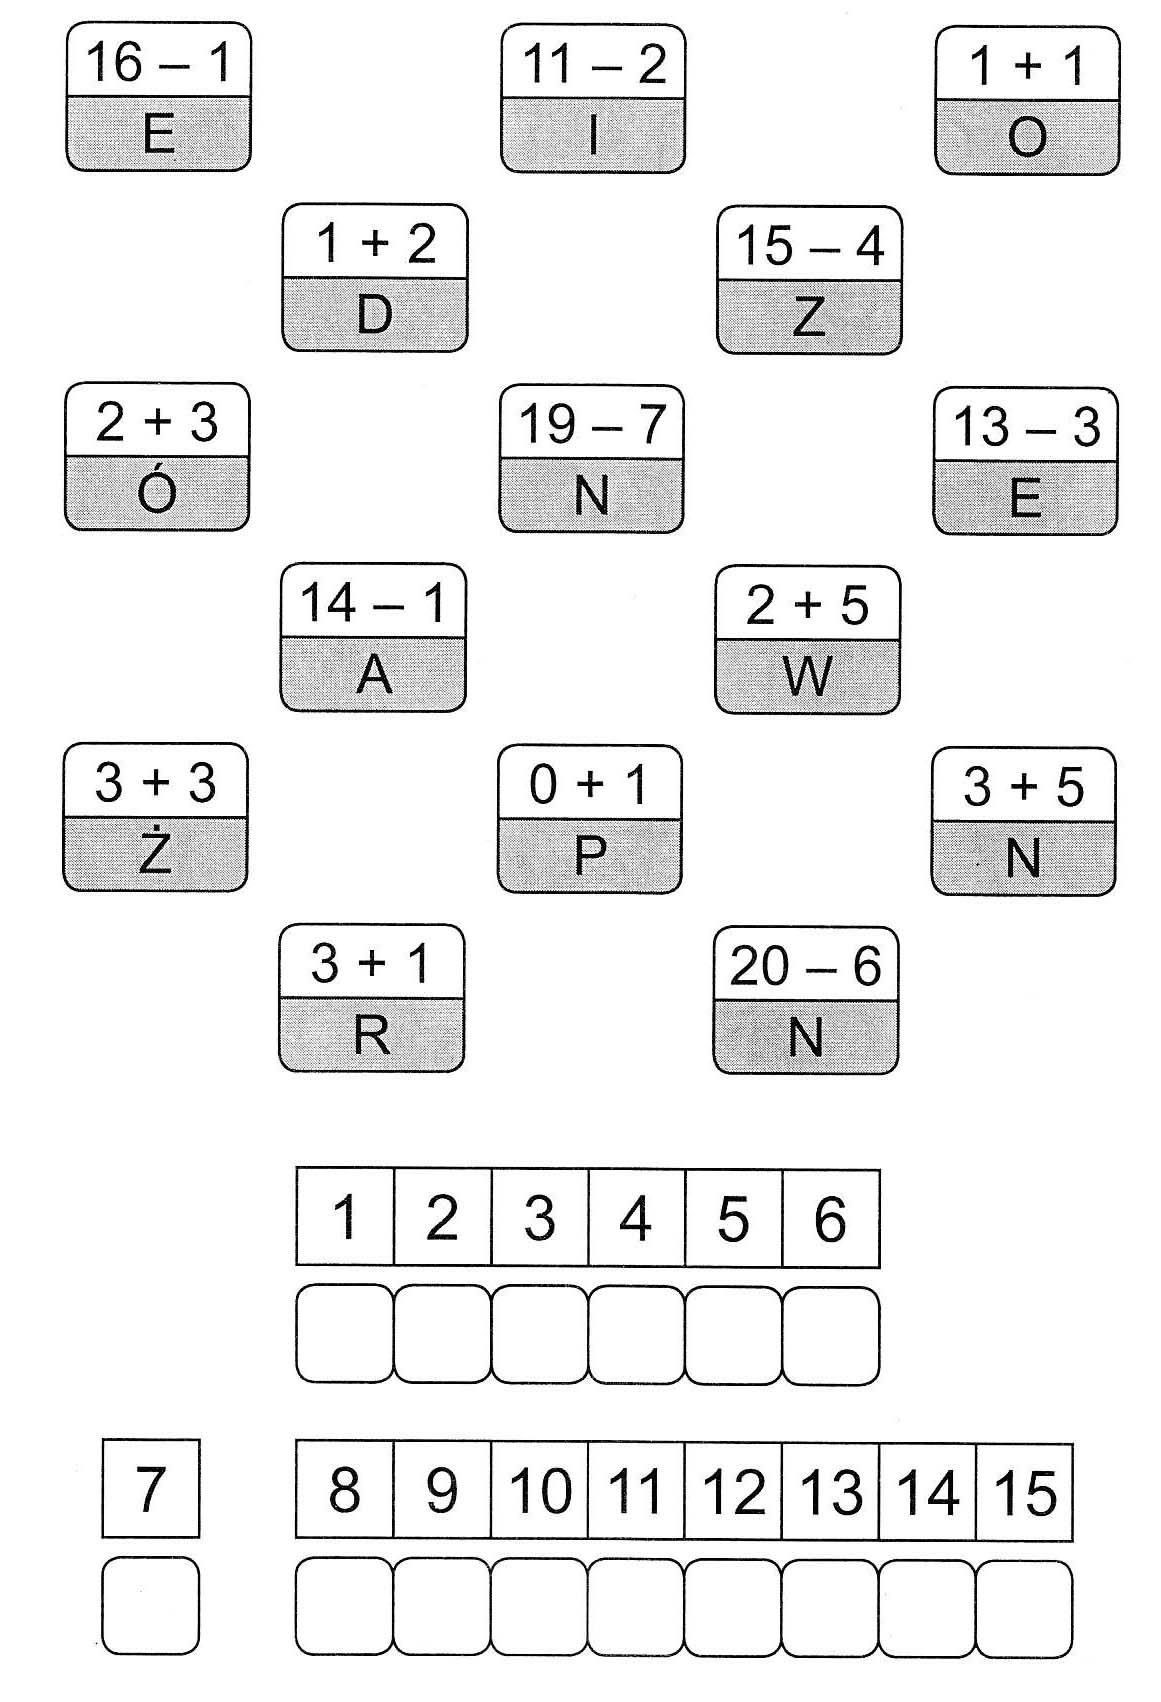 16 – 1 11 – 2 1 + 1
E I O
1 + 2 15 – 4
D Z
2 + 3 19 – 7 13 – 3
Ó N E
14 – 1 2 + 5
A W
3 + 3 0 + 1 3 + 5
Ż P N
3 + 1 20 – 6
R N
1 2 3 4 5 6
7 8 9 10 11 12 13 14 15